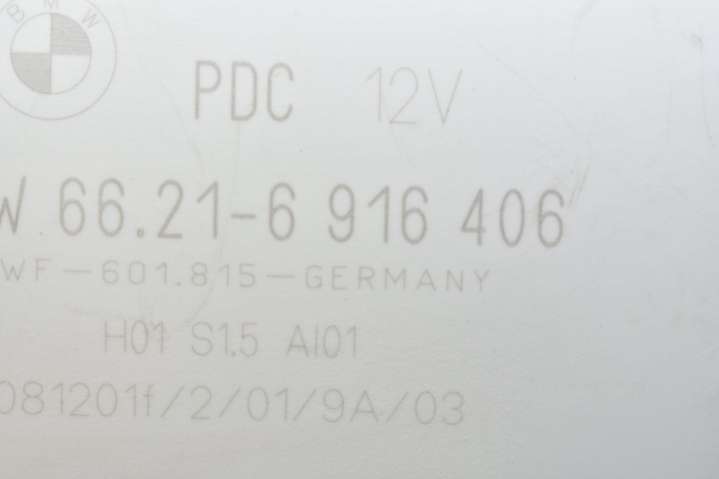 BMW
PDC 12V
W 66.21-6 916 406
WF-601.815-GERMANY
H01 S1.5 AI01
081201f/2/01/9A/03